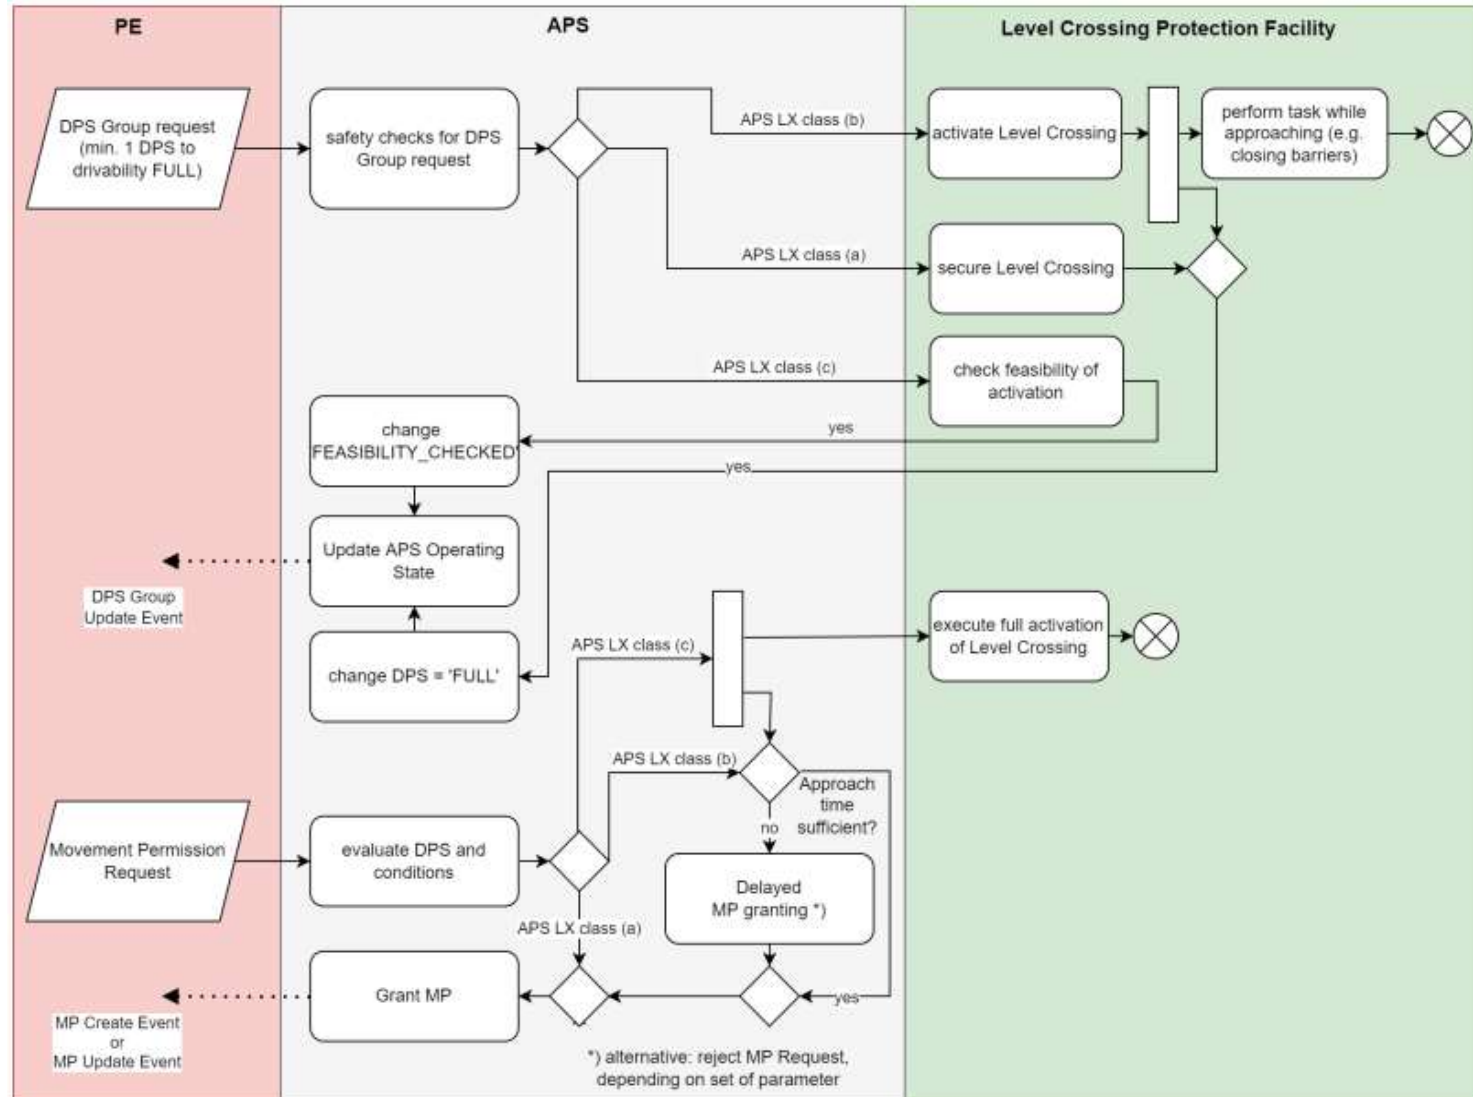 PE
APS
Level Crossing Protection Facility
DPS Group request
(min. 1 DPS to
drivability FULL)
safety checks for DPS
Group request
APS LX class (b)
activate Level Crossing
perform task while
approaching (e.g.
closing barriers)
APS LX class (a)
secure Level Crossing
APS LX class (c)
check feasibility of
activation
change
'FEASIBILITY_CHECKED'
yes
yes
Update APS Operating
State
DPS Group
Update Event
change DPS = 'FULL'
APS LX class (c)
execute full activation
of Level Crossing
APS LX class (b)
Approach
time
sufficient?
no
Movement Permission
Request
evaluate DPS and
conditions
Delayed
MP granting *)
APS LX class (a)
Grant MP
yes
MP Create Event
or
MP Update Event
*) alternative: reject MP Request,
depending on set of parameter